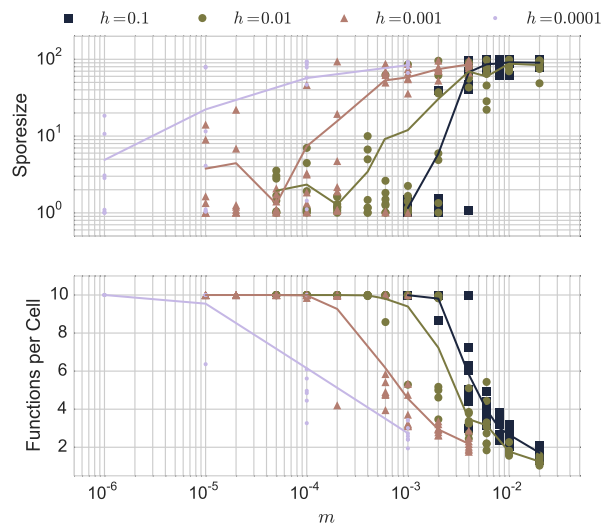 h = 0.1 h = 0.01 h = 0.001 h = 0.0001
Sporesize
10²
10¹
10⁰
Functions per Cell
10
8
6
4
2
10⁻⁶ 10⁻⁵ 10⁻⁴ 10⁻³ 10⁻²
m